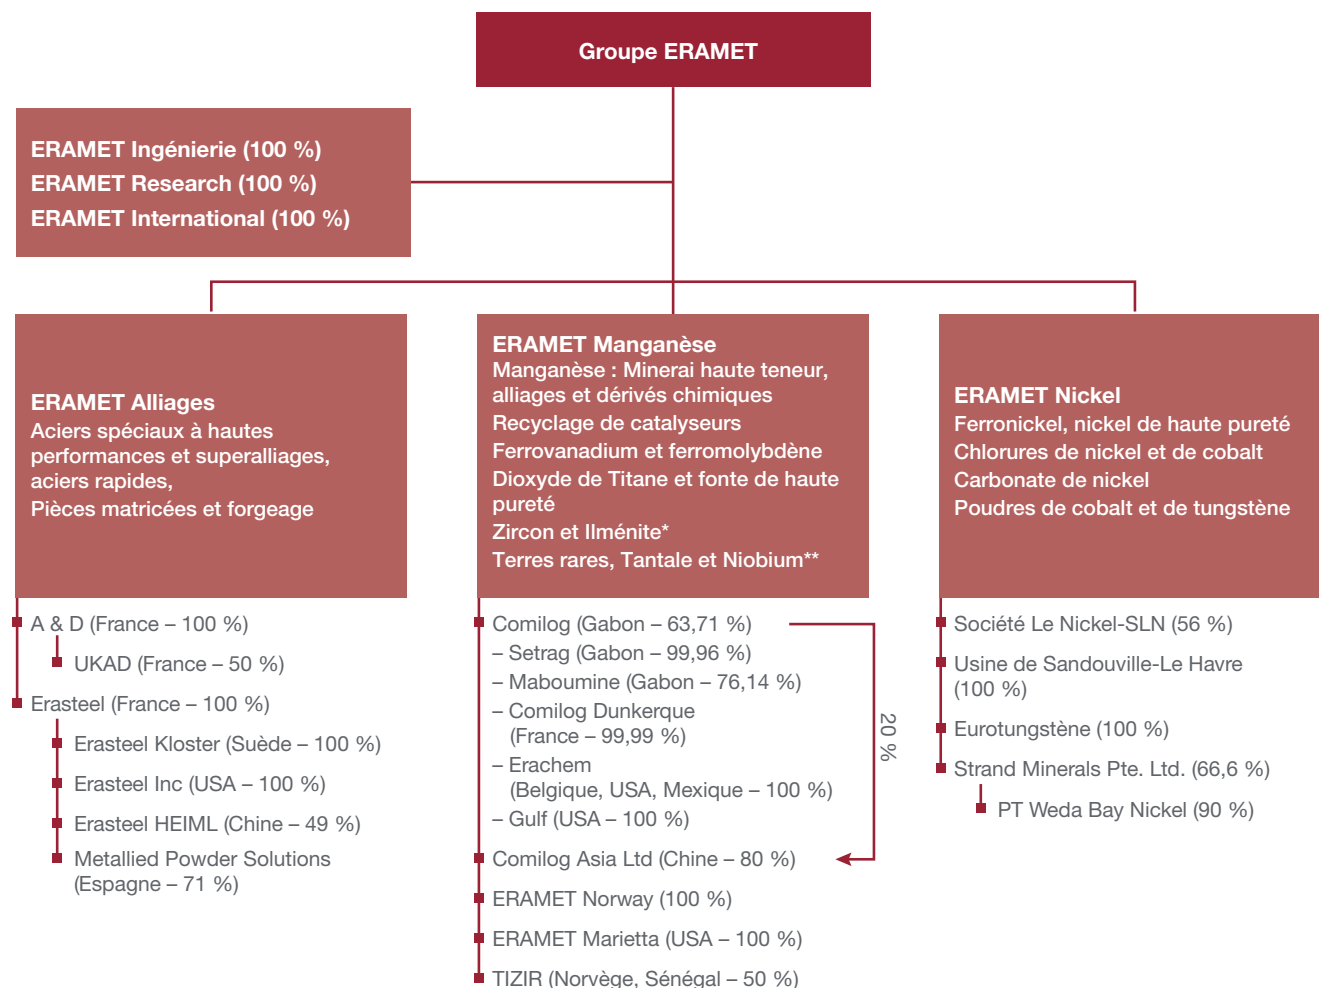 Groupe ERAMET
ERAMET Ingénierie (100 %)
ERAMET Research (100 %)
ERAMET International (100 %)
ERAMET Alliages
Aciers spéciaux à hautes
performances et superalliages,
aciers rapides,
Pièces matricées et forgeage
A & D (France – 100 %)
UKAD (France – 50 %)
Erasteel (France – 100 %)
Erasteel Kloster (Suède – 100 %)
Erasteel Inc (USA – 100 %)
Erasteel HEIML (Chine – 49 %)
Metallied Powder Solutions
(Espagne – 71 %)
ERAMET Manganèse
Manganèse : Minerai haute teneur,
alliages et dérivés chimiques
Recyclage de catalyseurs
Ferrovanadium et ferromolybdène
Dioxyde de Titane et fonte de haute
pureté
Zircon et Ilménite*
Terres rares, Tantale et Niobium**
Comilog (Gabon – 63,71 %)
– Setrag (Gabon – 99,96 %)
– Maboumine (Gabon – 76,14 %)
– Comilog Dunkerque
(France – 99,99 %)
– Erachem
(Belgique, USA, Mexique – 100 %)
– Gulf (USA – 100 %)
20 %
Comilog Asia Ltd (Chine – 80 %)
ERAMET Norway (100 %)
ERAMET Marietta (USA – 100 %)
TIZIR (Norvège, Sénégal – 50 %)
ERAMET Nickel
Ferronickel, nickel de haute pureté
Chlorures de nickel et de cobalt
Carbonate de nickel
Poudres de cobalt et de tungstène
Société Le Nickel-SLN (56 %)
Usine de Sandouville-Le Havre
(100 %)
Eurotungstène (100 %)
Strand Minerals Pte. Ltd. (66,6 %)
PT Weda Bay Nickel (90 %)